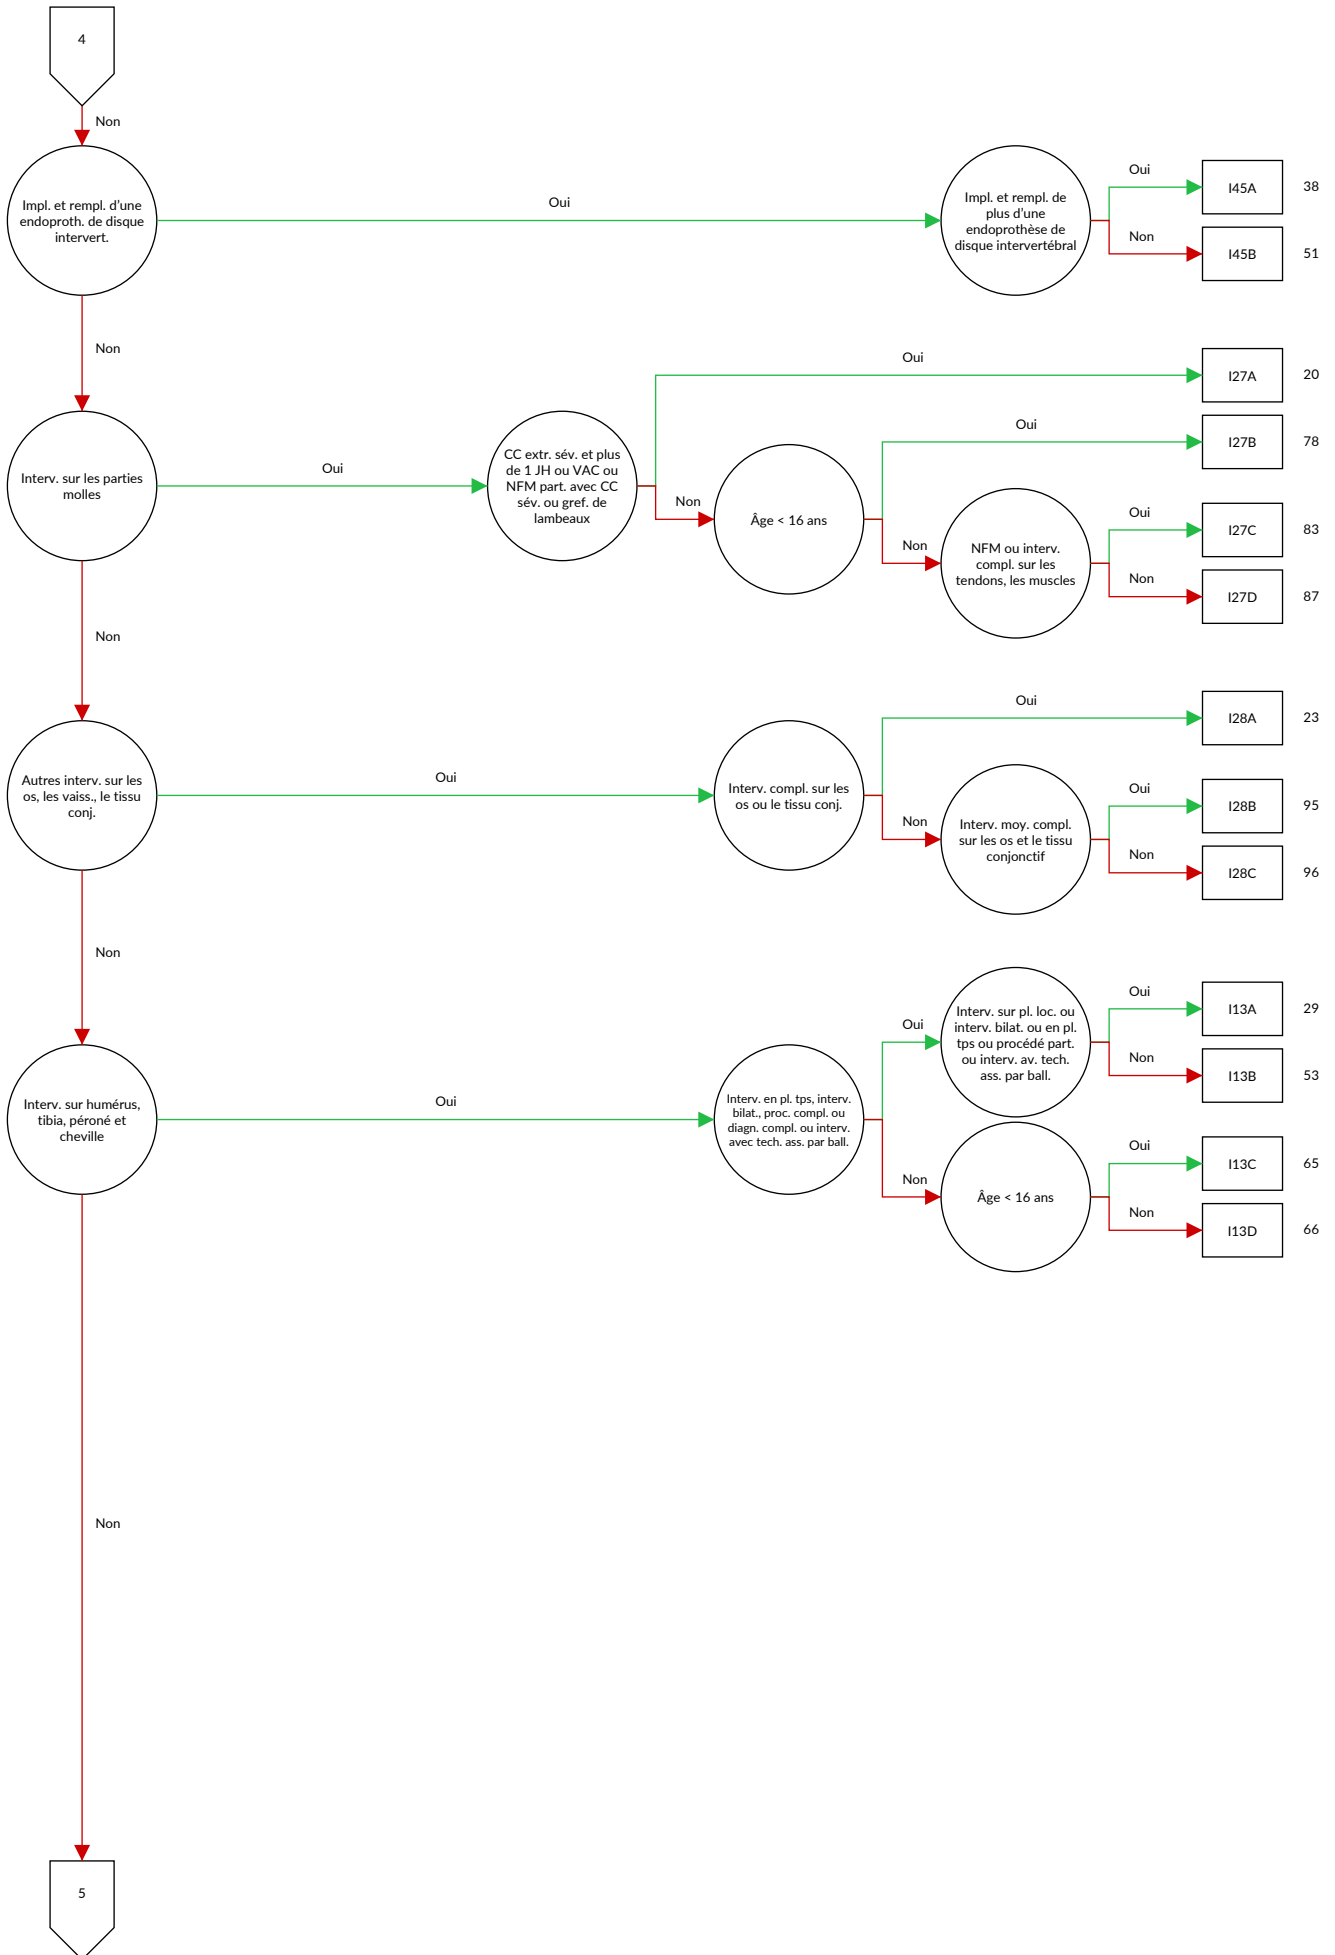 4
Non
Impl. et rempl. d'une
endoproth. de disque
intervert.
Oui
Impl. et rempl. de
plus d'une
endoprothèse de
disque intervertébral
Oui
I45A
38
Non
I45B
51
Non
Interv. sur les parties
molles
Oui
CC extr. sév. et plus
de 1 JH ou VAC ou
NFM part. avec CC
sév. ou gref. de
lambeaux
Oui
I27A
20
Non
Âge < 16 ans
Oui
I27B
78
Non
NFM ou interv.
compl. sur les
tendons, les muscles
Oui
I27C
83
Non
I27D
87
Non
Autres interv. sur les
os, les vaiss., le tissu
conj.
Oui
Interv. compl. sur les
os ou le tissu conj.
Oui
I28A
23
Non
Interv. moy. compl.
sur les os et le tissu
conjonctif
Oui
I28B
95
Non
I28C
96
Non
Interv. sur humérus,
tibia, péroné et
cheville
Oui
Interv. en pl. tps, interv.
bilat., proc. compl. ou
diagn. compl. ou interv.
avec tech. ass. par ball.
Oui
Interv. sur pl. loc. ou
interv. bilat. ou en pl.
tps ou procédé part.
ou interv. av. tech.
ass. par ball.
Oui
I13A
29
Non
I13B
53
Non
Âge < 16 ans
Oui
I13C
65
Non
I13D
66
Non
5